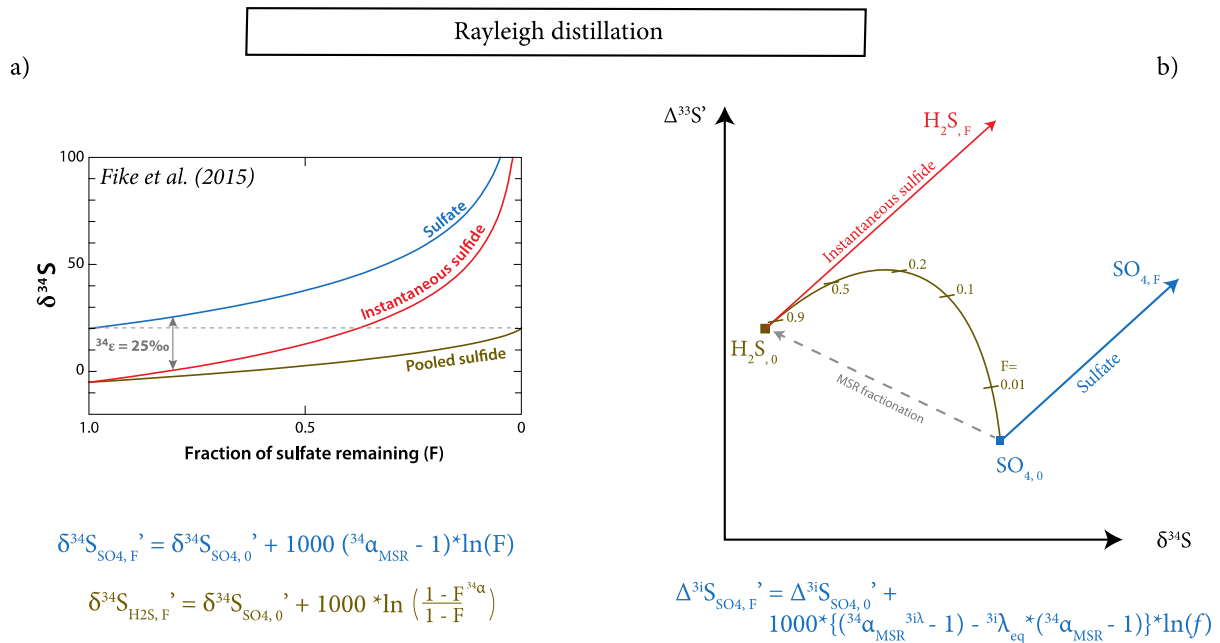 Rayleigh distillation
a)
b)
Fike et al. (2015)
100
50
0
δ³⁴S
Sulfate
Instantaneous sulfide
³⁴ε = 25‰
Pooled sulfide
1.0
0.5
0
Fraction of sulfate remaining (F)
δ³⁴S_SO4, F' = δ³⁴S_SO4, 0' + 1000 (³⁴α_MSR - 1)*ln(F)
δ³⁴S_H2S, F' = δ³⁴S_SO4, 0' + 1000 *ln (1 - F^³⁴α / 1 - F)
Δ³³S'
H₂S,F
Instantaneous sulfide
0.2
0.5
0.1
0.9
H₂S,0
MSR fractionation
F=
0.01
SO₄,F
Sulfate
SO₄,0
δ³⁴S
Δ³ⁱS_SO4, F' = Δ³ⁱS_SO4, 0' +
1000*{(³⁴α_MSR^³ⁱλ - 1) - ³ⁱλ_eq*(³⁴α_MSR - 1)}*ln(f)